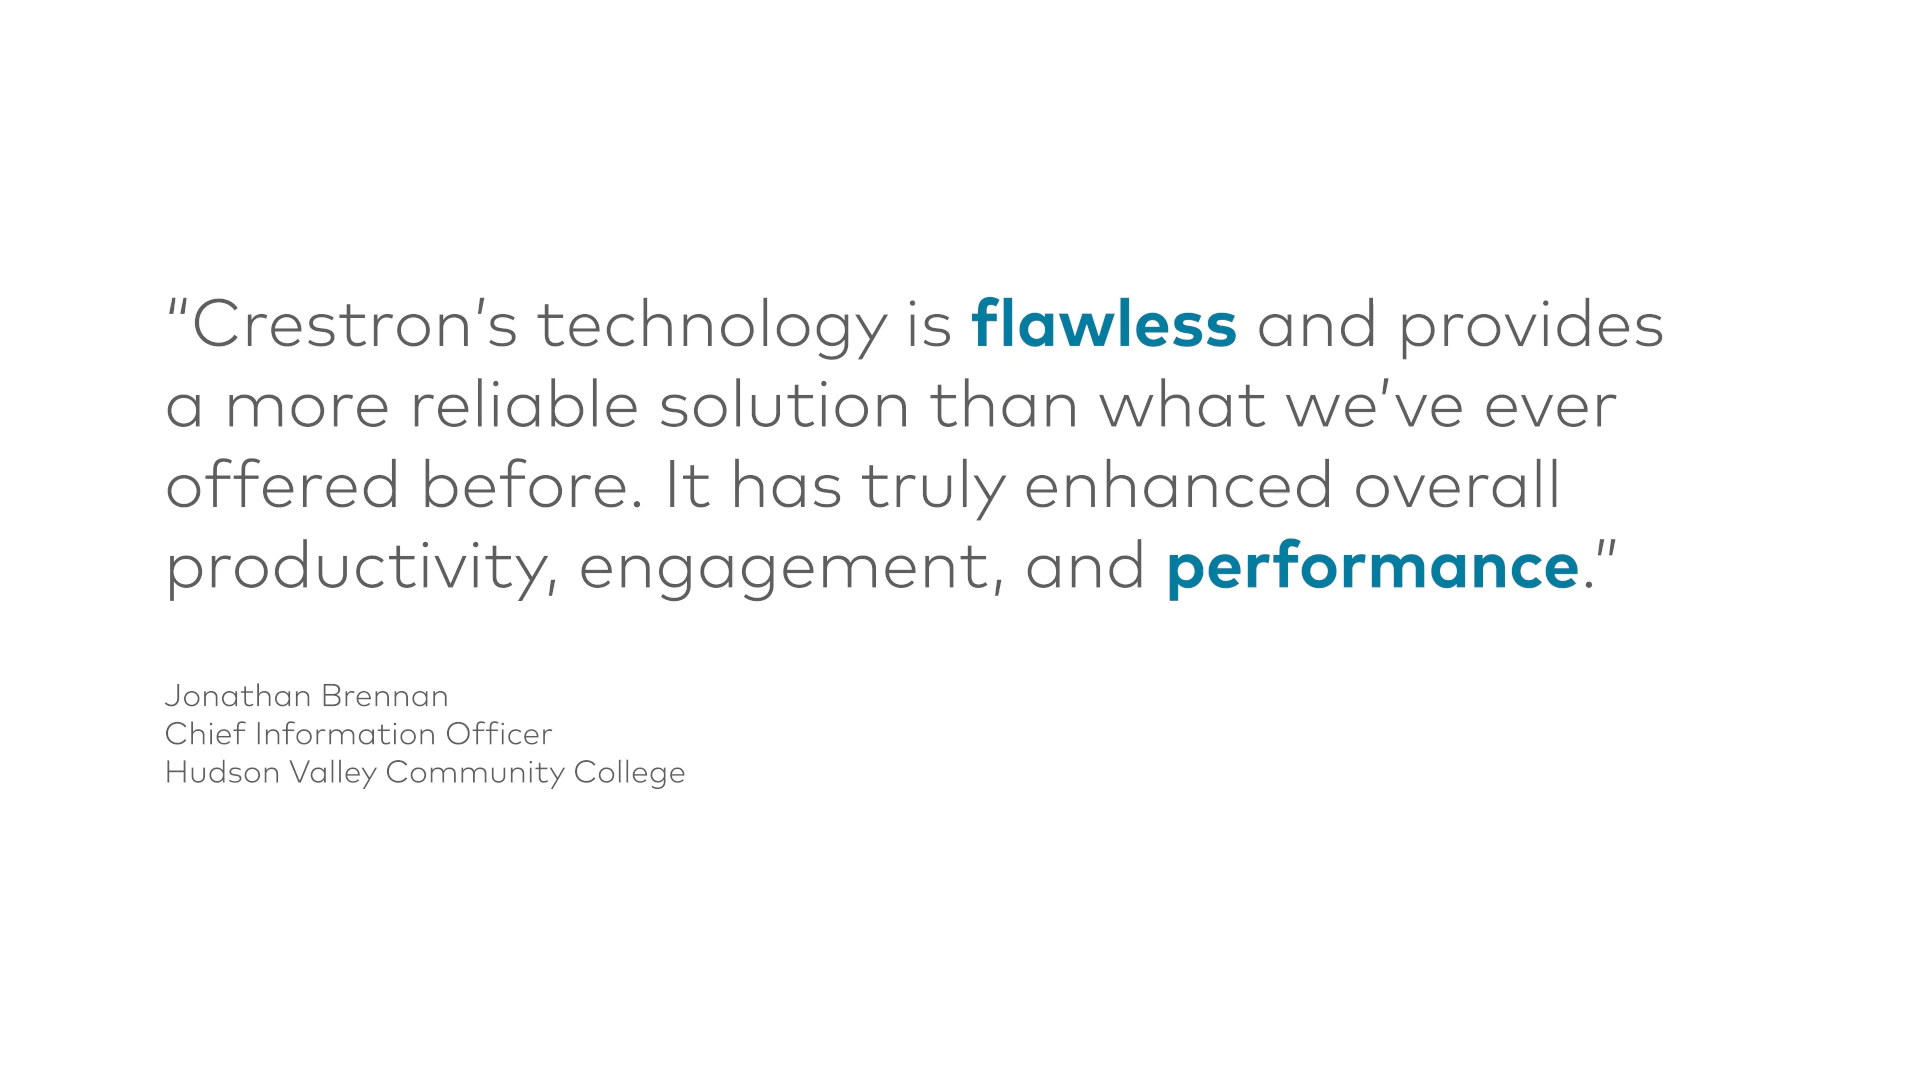 “Crestron’s technology is flawless and provides
a more reliable solution than what we’ve ever
offered before. It has truly enhanced overall
productivity, engagement, and performance.”
Jonathan Brennan
Chief Information Officer
Hudson Valley Community College